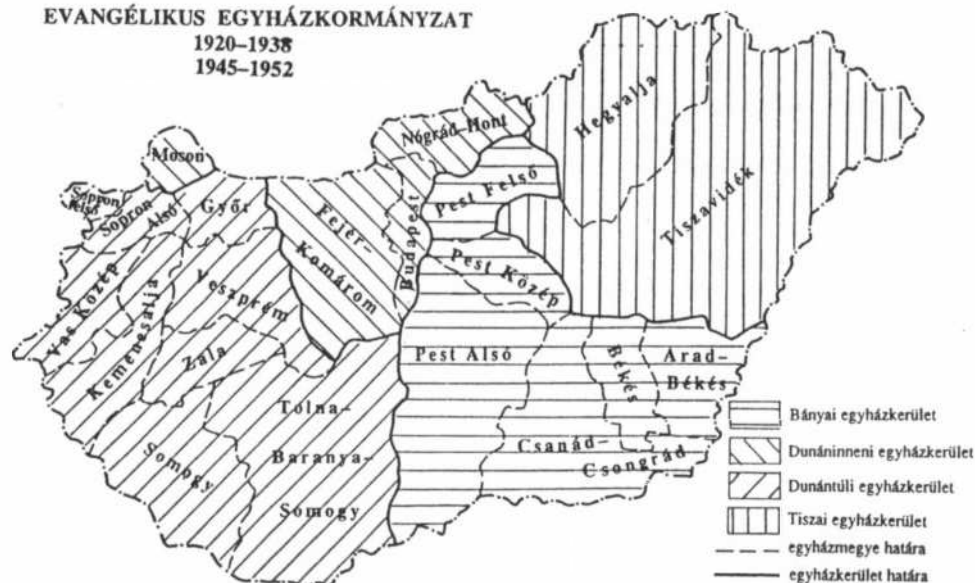 EVANGÉLIKUS EGYHÁZKORMÁNYZAT
1920–1938
1945–1952
Nógrád–Hont
Hegyalja
Moson
Pest Felső
Sopron
Felső
Sopron
Alsó
Győr
Fejér–
Komárom
Budapest
Tiszavidék
Pest Közép
Vas Közép
Kemenesalja
Veszprém
Zala
Pest Alsó
Békés
Arad–
Békés
Tolna–
Baranya–
Somogy
Somogy
Csanád–
Csongrád
Bányai egyházkerület
Dunáninneni egyházkerület
Dunántúli egyházkerület
Tiszai egyházkerület
egyházmegye határa
egyházkerület határa